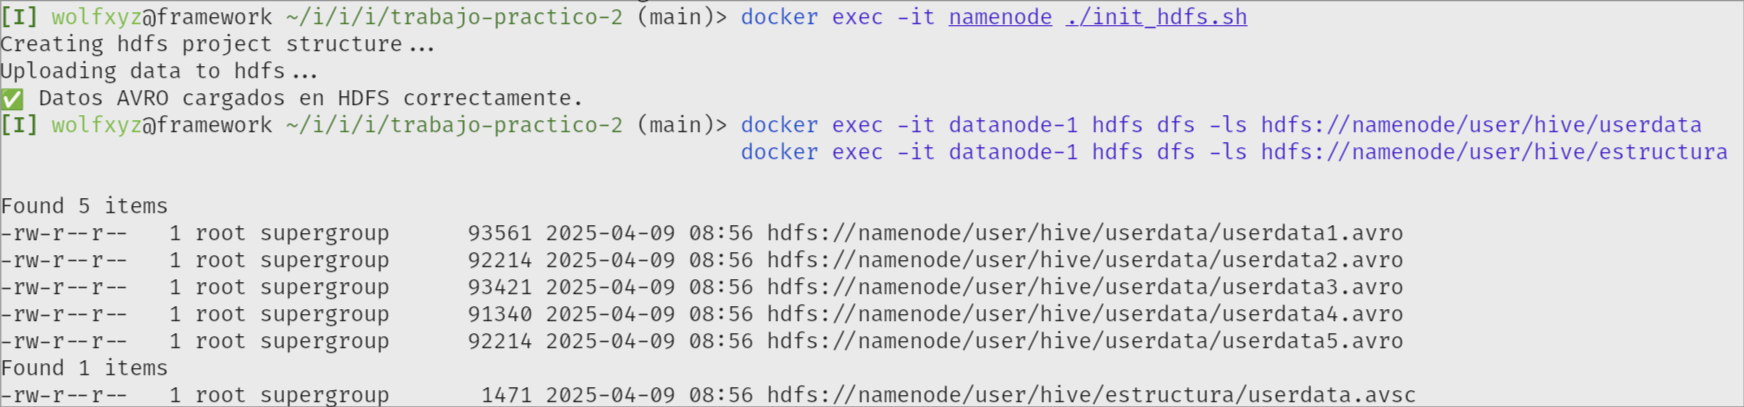 [I] wolfxyz@framework ~/i/i/i/trabajo-practico-2 (main)> docker exec -it namenode ./init_hdfs.sh
Creating hdfs project structure...
Uploading data to hdfs...
✅ Datos AVRO cargados en HDFS correctamente.
[I] wolfxyz@framework ~/i/i/i/trabajo-practico-2 (main)> docker exec -it datanode-1 hdfs dfs -ls hdfs://namenode/user/hive/userdata
docker exec -it datanode-1 hdfs dfs -ls hdfs://namenode/user/hive/estructura
Found 5 items
-rw-r--r--   1 root supergroup      93561 2025-04-09 08:56 hdfs://namenode/user/hive/userdata/userdata1.avro
-rw-r--r--   1 root supergroup      92214 2025-04-09 08:56 hdfs://namenode/user/hive/userdata/userdata2.avro
-rw-r--r--   1 root supergroup      93421 2025-04-09 08:56 hdfs://namenode/user/hive/userdata/userdata3.avro
-rw-r--r--   1 root supergroup      91340 2025-04-09 08:56 hdfs://namenode/user/hive/userdata/userdata4.avro
-rw-r--r--   1 root supergroup      92214 2025-04-09 08:56 hdfs://namenode/user/hive/userdata/userdata5.avro
Found 1 items
-rw-r--r--   1 root supergroup       1471 2025-04-09 08:56 hdfs://namenode/user/hive/estructura/userdata.avsc